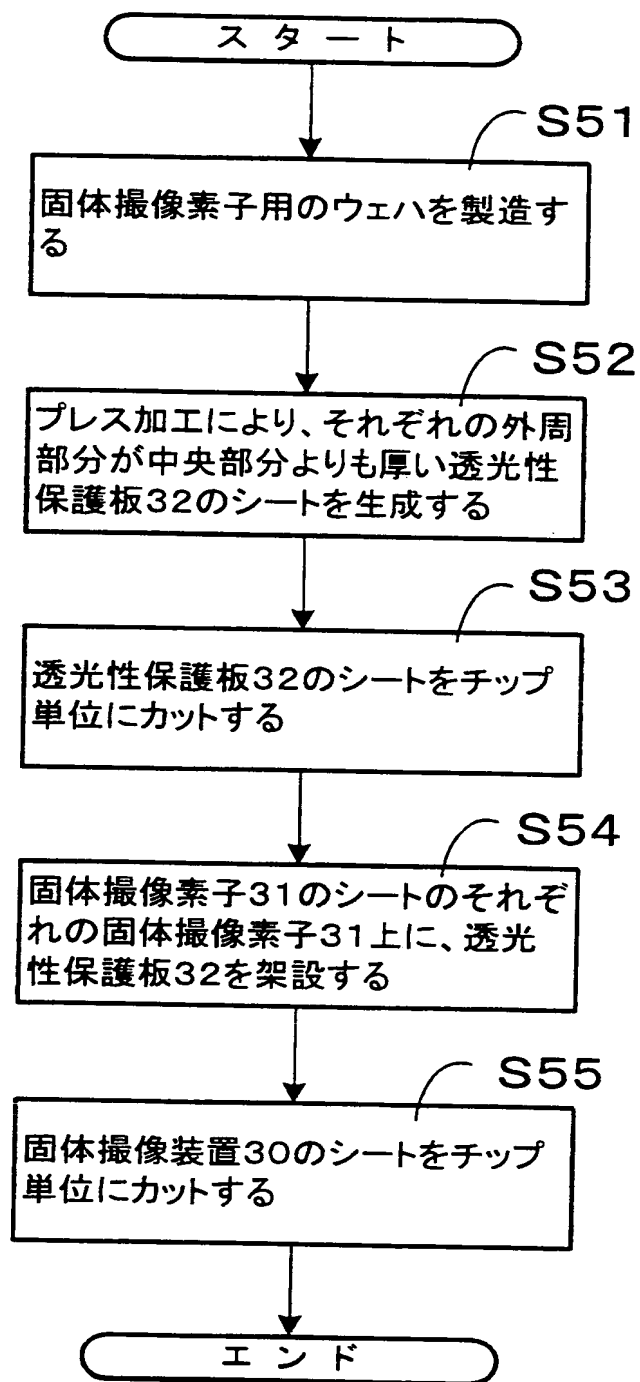 スタート
S51
固体撮像素子用のウェハを製造す
る
S52
プレス加工により、それぞれの外周
部分が中央部分よりも厚い透光性
保護板32のシートを生成する
S53
透光性保護板32のシートをチップ
単位にカットする
S54
固体撮像素子31のシートのそれぞ
れの固体撮像素子31上に、透光
性保護板32を架設する
S55
固体撮像装置30のシートをチップ
単位にカットする
エンド